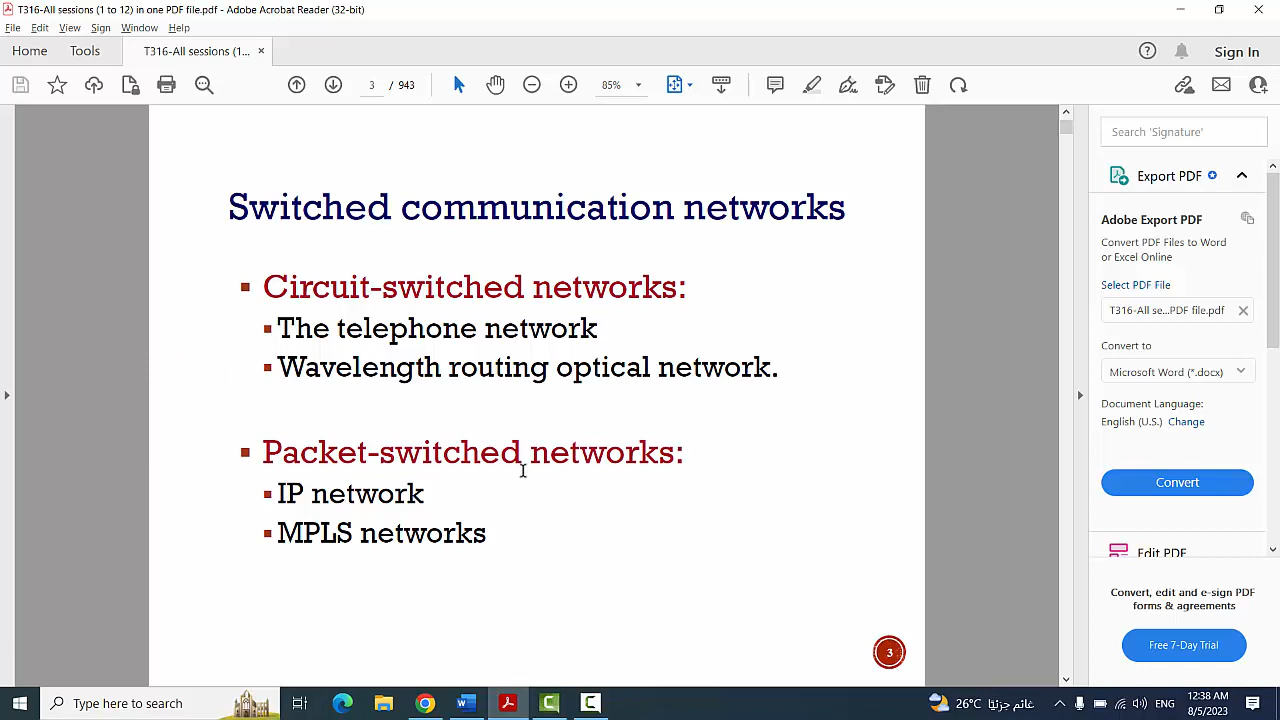 T316-All sessions (1 to 12) in one PDF file.pdf - Adobe Acrobat Reader (32-bit)
File Edit View Sign Window Help
Home Tools T316-All sessions (1... × Sign In
3 / 943 85%
Switched communication networks
Circuit-switched networks:
The telephone network
Wavelength routing optical network.
Packet-switched networks:
IP network
MPLS networks
3
Search 'Signature'
Export PDF
Adobe Export PDF
Convert PDF Files to Word
or Excel Online
Select PDF File
T316-All se...PDF file.pdf
Convert to
Microsoft Word (*.docx)
Document Language:
English (U.S.) Change
Convert
Edit PDF
Convert, edit and e-sign PDF
forms & agreements
Free 7-Day Trial
Type here to search
26°C غائم جزئيًا
ENG
12:38 AM
8/5/2023